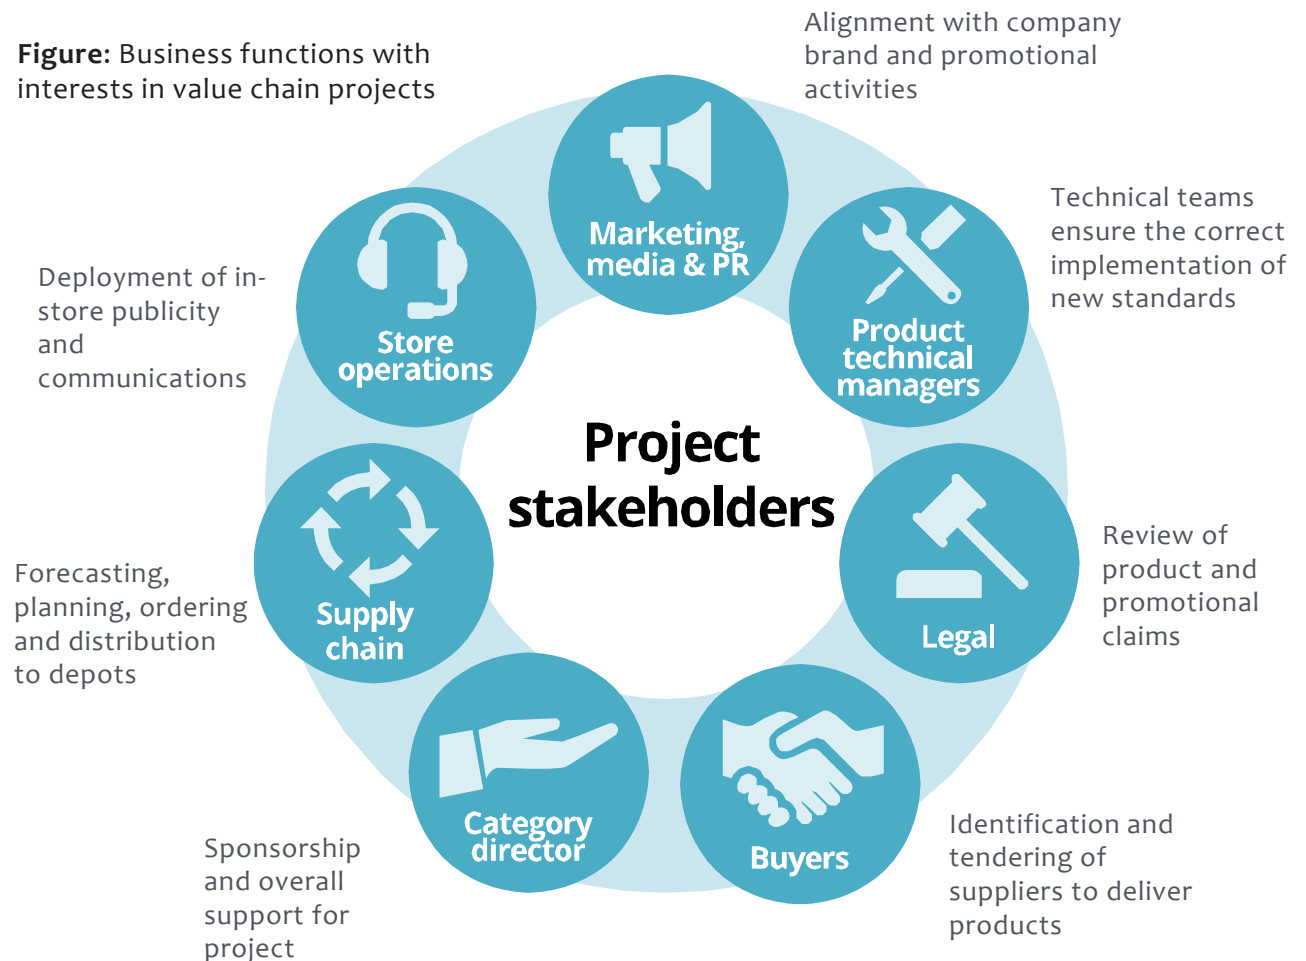 Figure: Business functions with
interests in value chain projects
Alignment with company
brand and promotional
activities
Marketing,
media & PR
Technical teams
ensure the correct
implementation of
new standards
Product
technical
managers
Deployment of in-
store publicity
and
communications
Store
operations
Project
stakeholders
Review of
product and
promotional
claims
Legal
Forecasting,
planning, ordering
and distribution
to depots
Supply
chain
Identification and
tendering of
suppliers to deliver
products
Buyers
Category
director
Sponsorship
and overall
support for
project